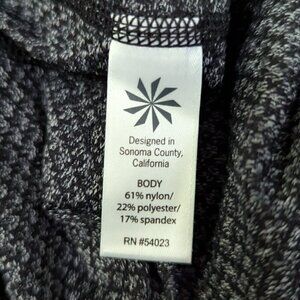 Designed in
Sonoma County,
California
BODY
61% nylon/
22% polyester/
17% spandex
RN #54023